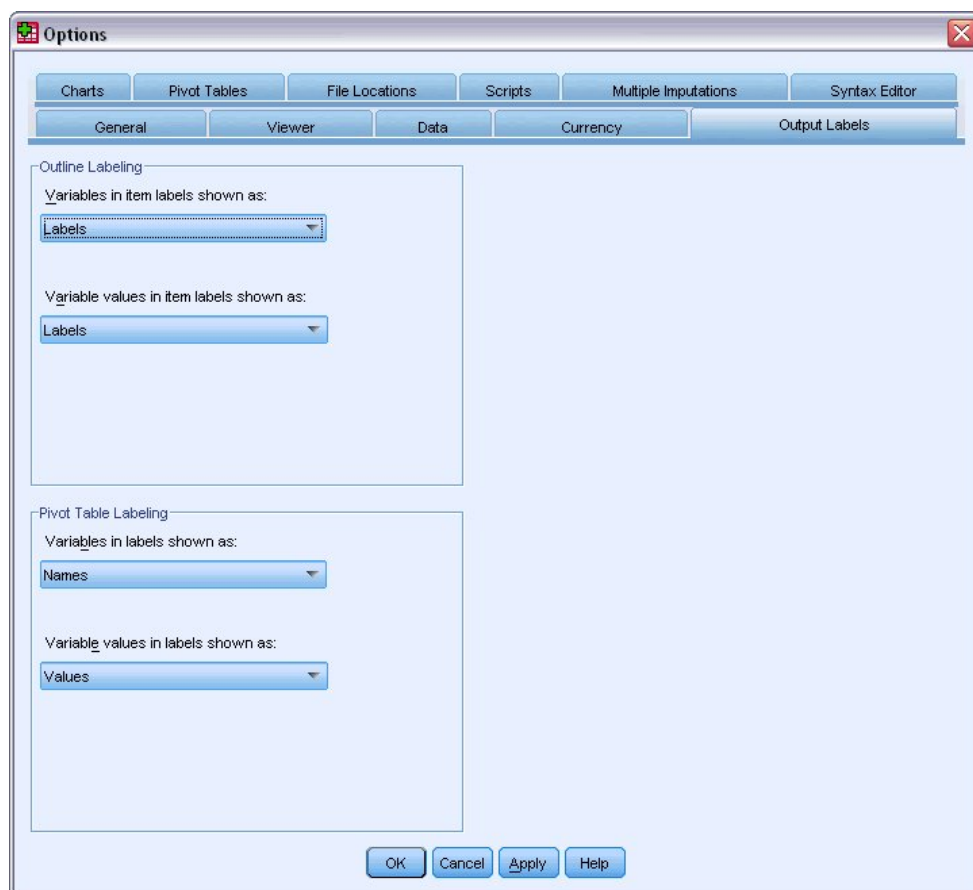 Options
Charts
Pivot Tables
File Locations
Scripts
Multiple Imputations
Syntax Editor
General
Viewer
Data
Currency
Output Labels
Outline Labeling
Variables in item labels shown as:
Labels
Variable values in item labels shown as:
Labels
Pivot Table Labeling
Variables in labels shown as:
Names
Variable values in labels shown as:
Values
OK
Cancel
Apply
Help